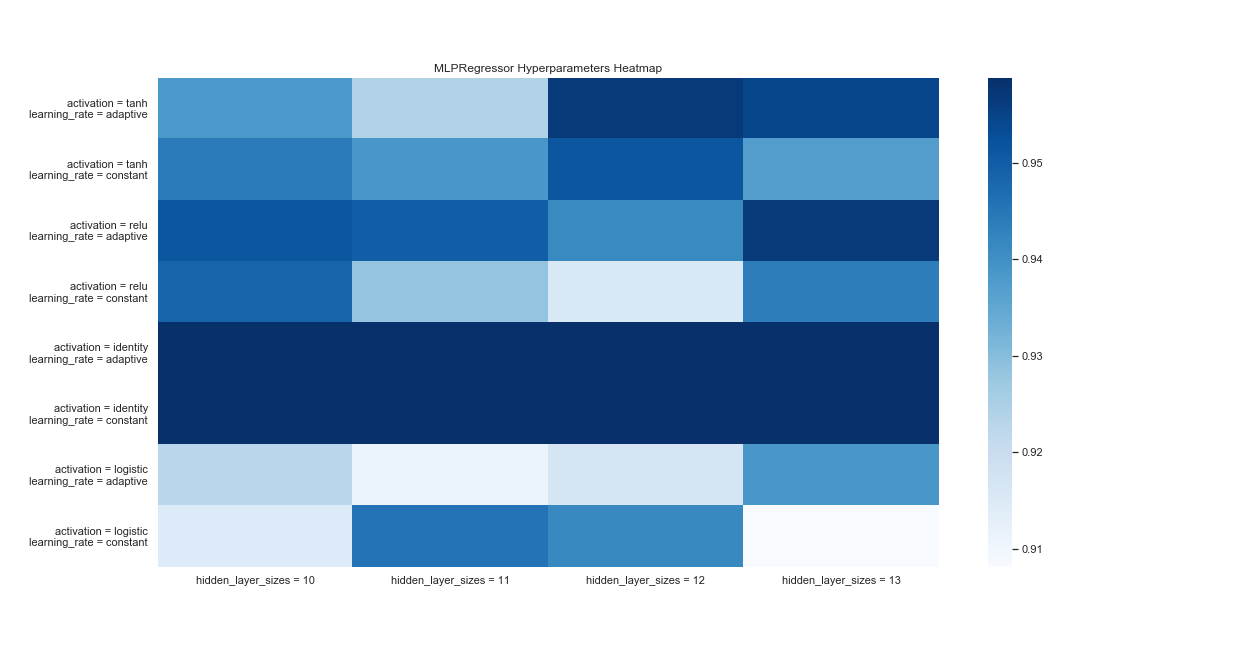 MLPRegressor Hyperparameters Heatmap
activation = tanh
learning_rate = adaptive
activation = tanh
learning_rate = constant
activation = relu
learning_rate = adaptive
activation = relu
learning_rate = constant
activation = identity
learning_rate = adaptive
activation = identity
learning_rate = constant
activation = logistic
learning_rate = adaptive
activation = logistic
learning_rate = constant
hidden_layer_sizes = 10
hidden_layer_sizes = 11
hidden_layer_sizes = 12
hidden_layer_sizes = 13
0.95
0.94
0.93
0.92
0.91